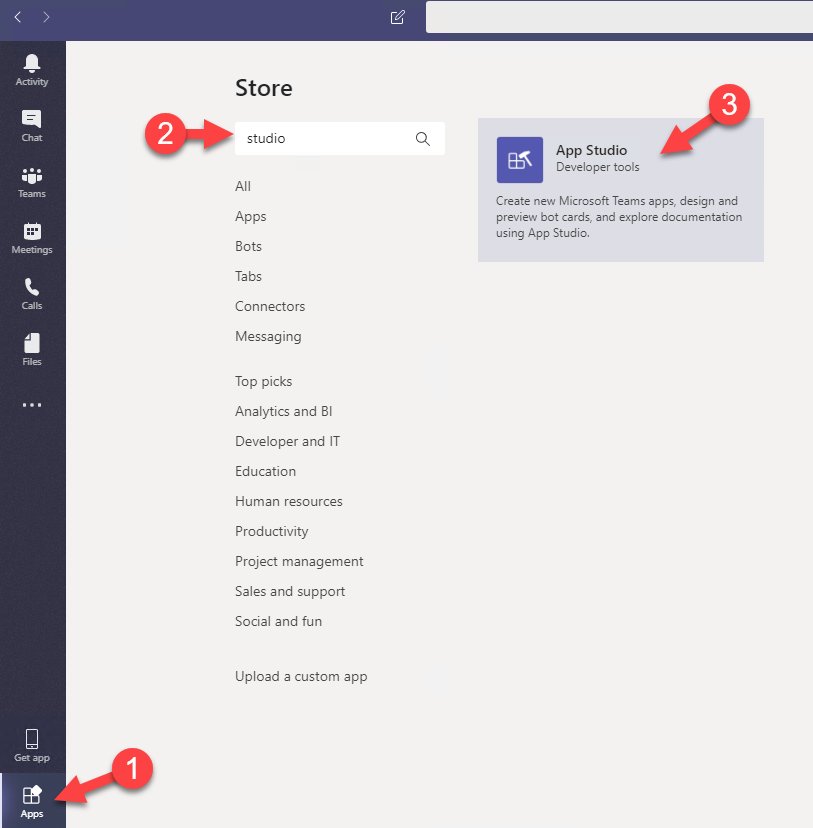 Activity
Chat
Teams
Meetings
Calls
Files
Get app
Apps
1
Store
2
studio
All
Apps
Bots
Tabs
Connectors
Messaging
Top picks
Analytics and BI
Developer and IT
Education
Human resources
Productivity
Project management
Sales and support
Social and fun
Upload a custom app
3
App Studio
Developer tools
Create new Microsoft Teams apps, design and
preview bot cards, and explore documentation
using App Studio.